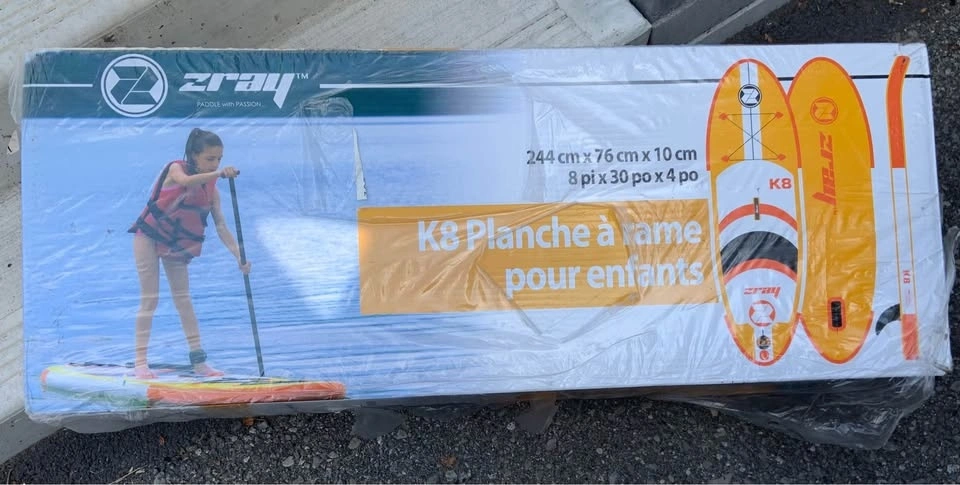 zray™
PADDLE with PASSION
244 cm x 76 cm x 10 cm
8 pi x 30 po x 4 po
K8 Planche à rame
pour enfants
K8
zray
zray
K8